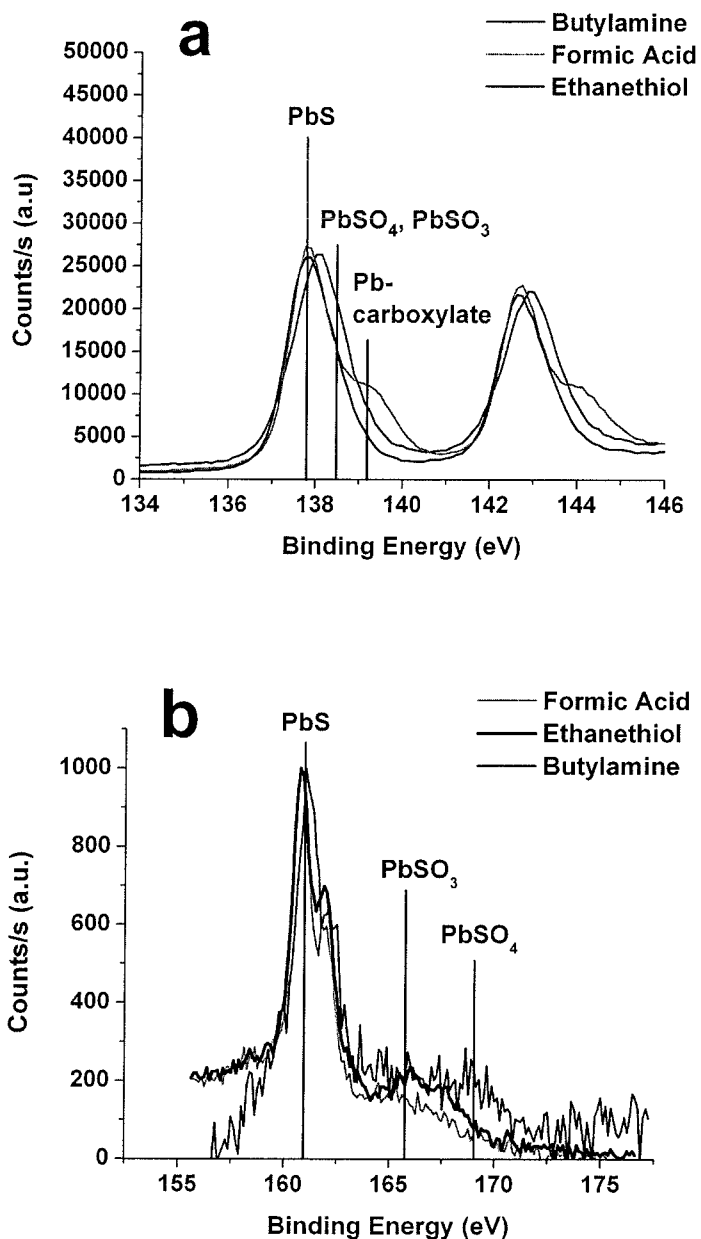 a
Butylamine
Formic Acid
Ethanethiol
50000
45000
40000
35000
30000
25000
20000
15000
10000
5000
0
Counts/s (a.u)
PbS
PbSO4, PbSO3
Pb-
carboxylate
134 136 138 140 142 144 146
Binding Energy (eV)
b
Formic Acid
Ethanethiol
Butylamine
PbS
1000
800
600
400
200
0
Counts/s (a.u.)
PbSO3
PbSO4
155 160 165 170 175
Binding Energy (eV)